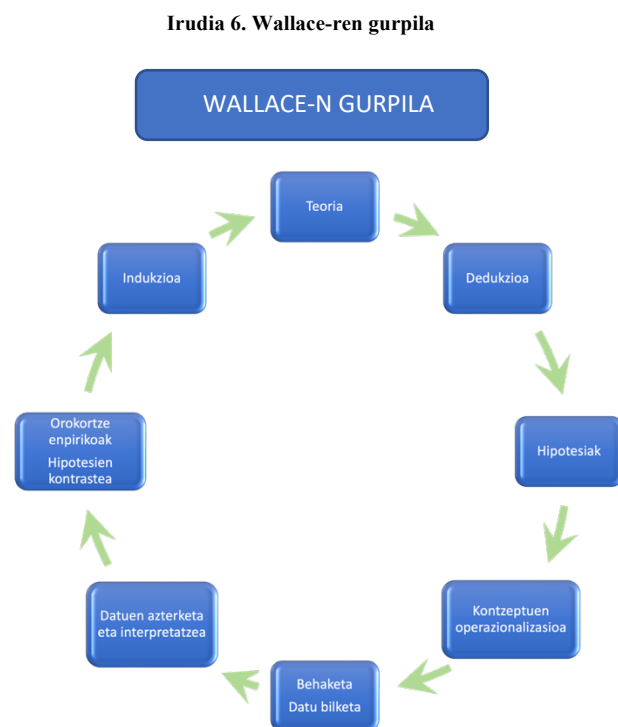 Irudia 6. Wallace-ren gurpila
WALLACE-N GURPILA
Teoria
Dedukzioa
Hipotesiak
Kontzeptuen
operazionalizasioa
Behaketa
Datu bilketa
Datuen azterketa
eta interpretatzea
Orokortze
enpirikoak
Hipotesien
kontrastea
Indukzioa